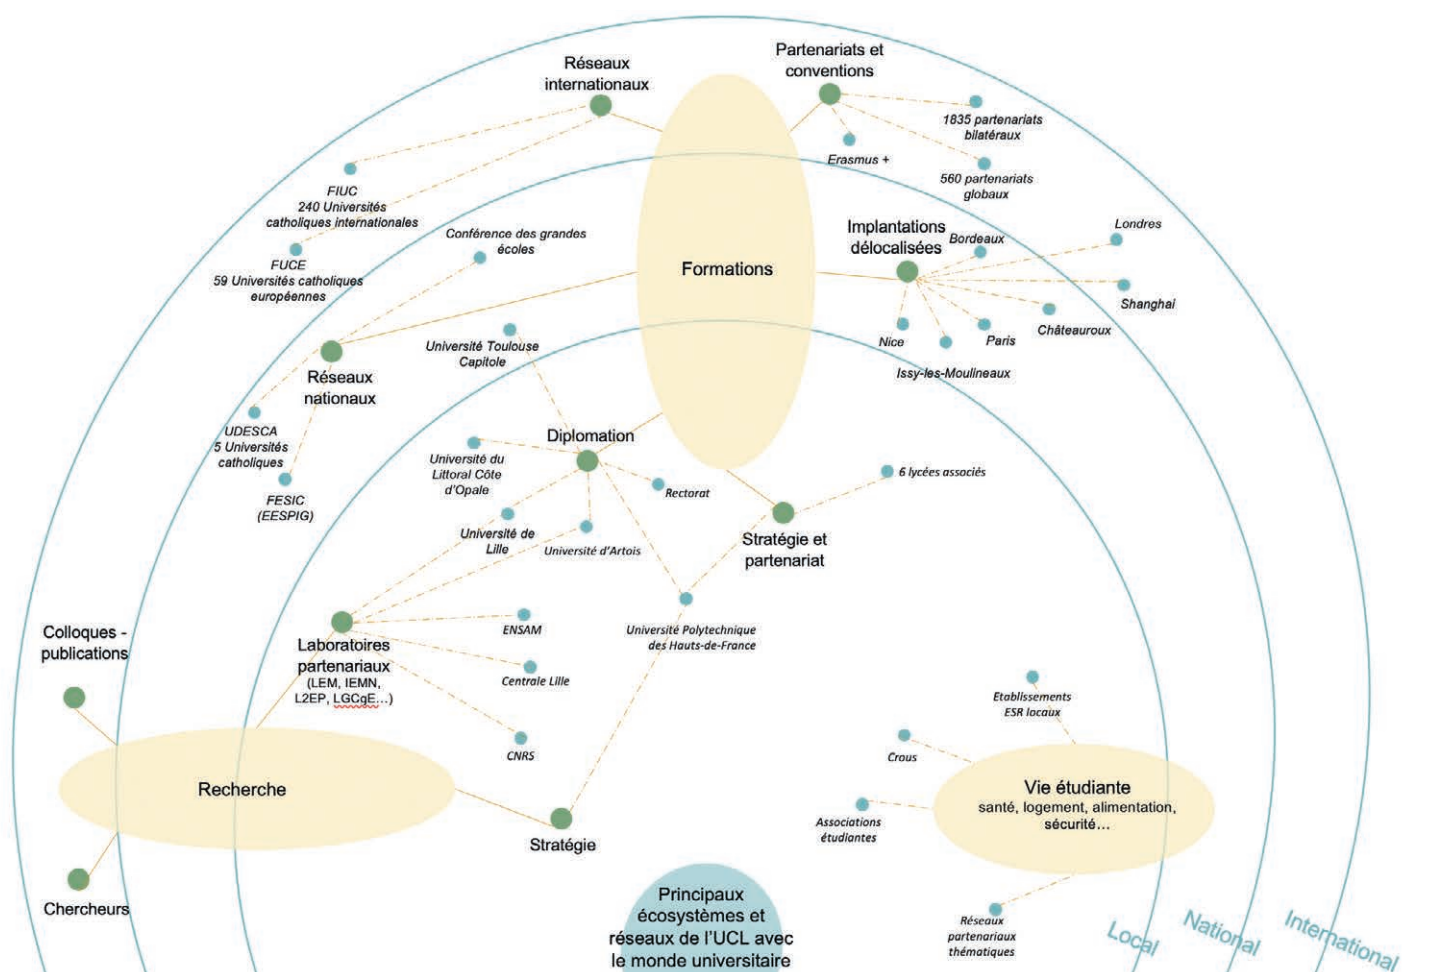 Réseaux
internationaux
Partenariats et
conventions
1835 partenariats
bilatéraux
Erasmus +
560 partenariats
globaux
FIUC
240 Universités
catholiques internationales
FUCE
59 Universités catholiques
européennes
Conférence des grandes
écoles
Formations
Implantations
délocalisées
Bordeaux
Londres
Shanghai
Châteauroux
Paris
Nice
Issy-les-Moulineaux
Université Toulouse
Capitole
Réseaux
nationaux
UDESCA
5 Universités
catholiques
FESIC
(EESPIG)
Diplomation
Université du
Littoral Côte
d'Opale
Rectorat
6 lycées associés
Université de
Lille
Université d'Artois
Stratégie et
partenariat
Colloques -
publications
Laboratoires
partenariaux
(LEM, IEMN,
L2EP, LGCgE...)
ENSAM
Université Polytechnique
des Hauts-de-France
Centrale Lille
CNRS
Etablissements
ESR locaux
Crous
Recherche
Vie étudiante
santé, logement, alimentation,
sécurité...
Associations
étudiantes
Stratégie
Chercheurs
Principaux
écosystèmes et
réseaux de l'UCL avec
le monde universitaire
Réseaux
partenariaux
thématiques
Local
National
International